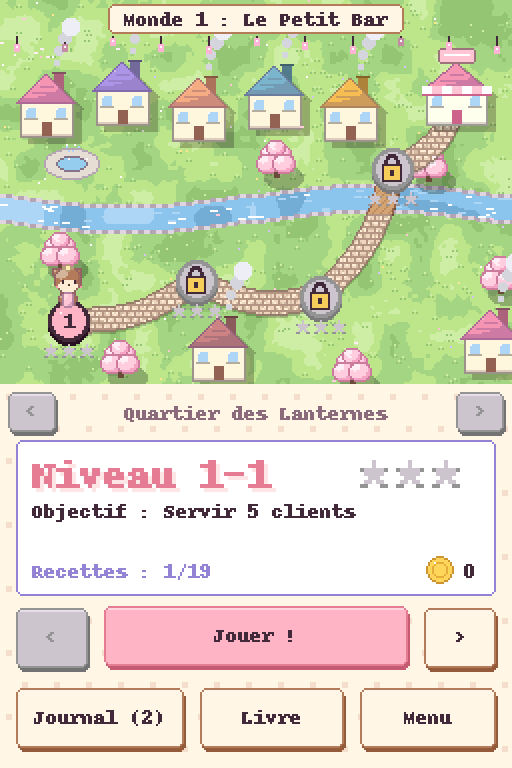 Monde 1 : Le Petit Bar
1
< Quartier des Lanternes >
Niveau 1-1
Objectif : Servir 5 clients
Recettes : 1/19 0
< Jouer ! >
Journal (2) Livre Menu